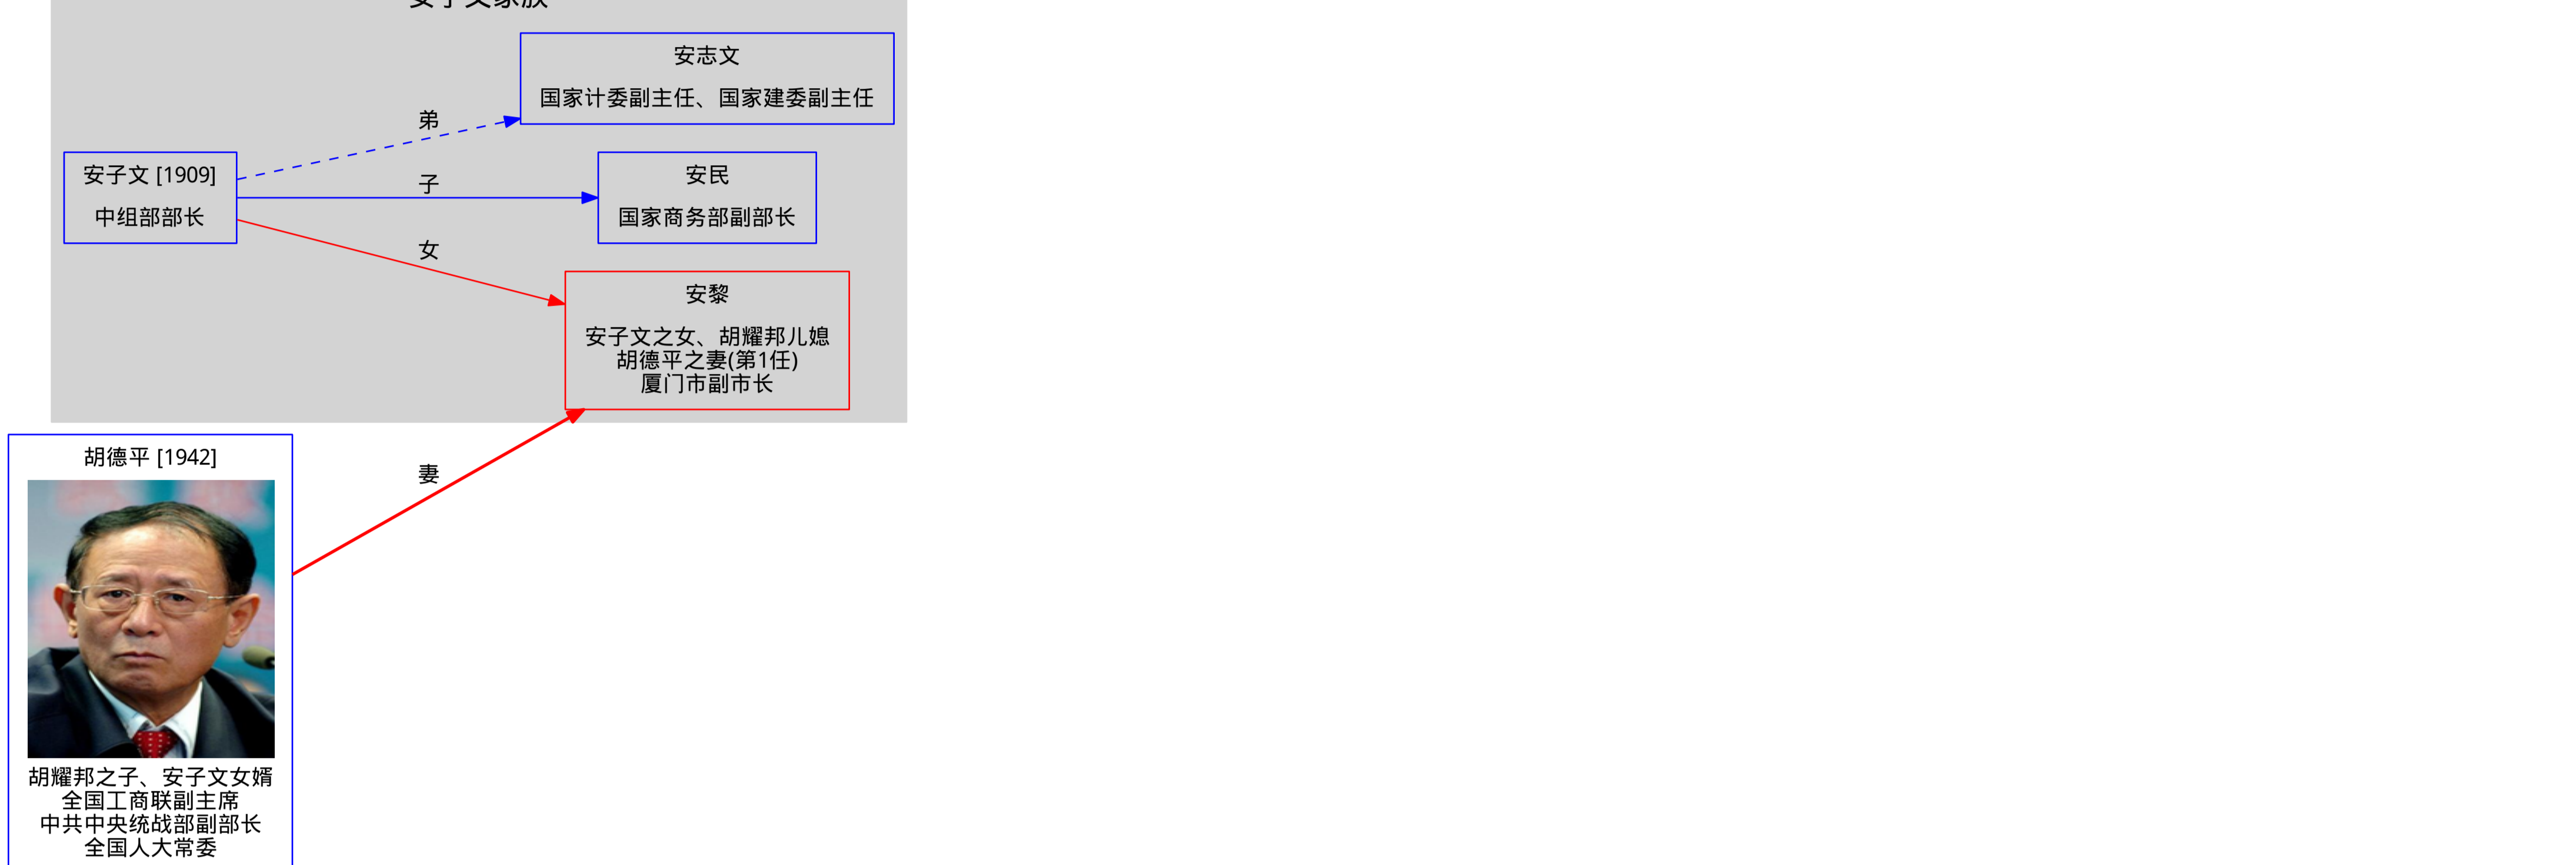 安子文家族
安志文
国家计委副主任、国家建委副主任
弟
安子文 [1909]
中组部部长
子
安民
国家商务部副部长
女
安黎
安子文之女、胡耀邦儿媳
胡德平之妻(第1任)
厦门市副市长
妻
胡德平 [1942]
胡耀邦之子、安子文女婿
全国工商联副主席
中共中央统战部副部长
全国人大常委